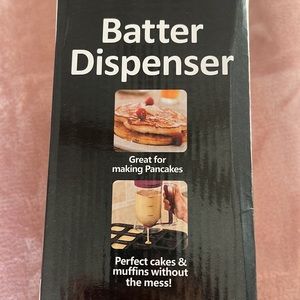 Batter
Dispenser
Great for
making Pancakes
Perfect cakes &
muffins without
the mess!